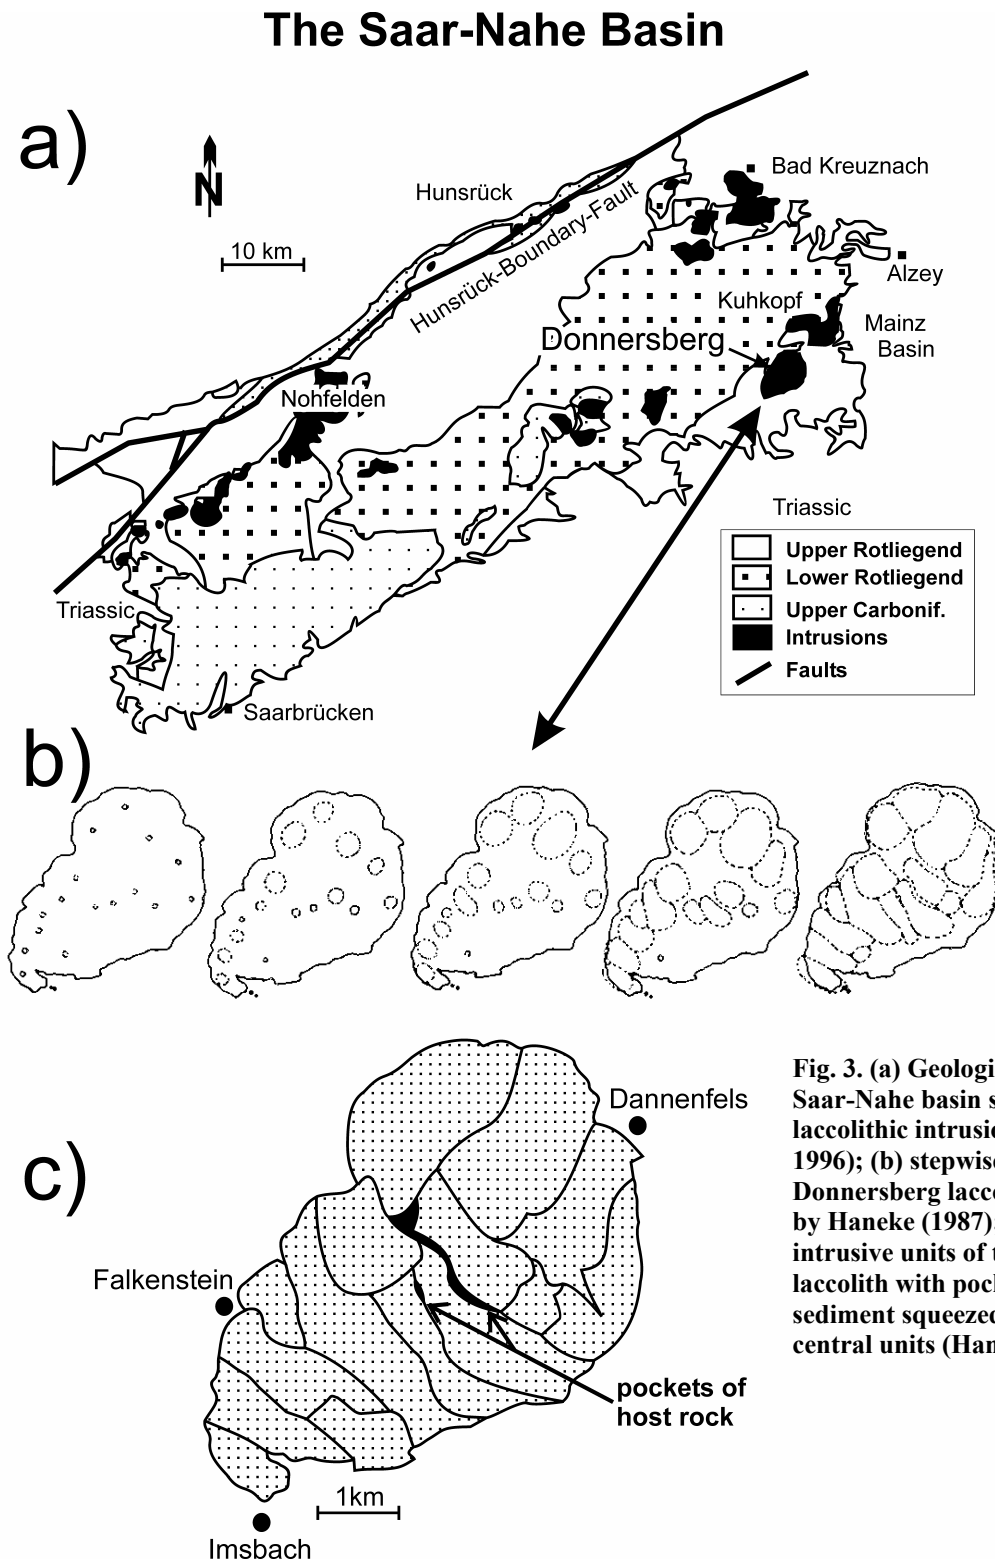 The Saar-Nahe Basin
a)
N
10 km
Hunsrück
Hunsrück-Boundary-Fault
Bad Kreuznach
Alzey
Kuhkopf
Mainz
Basin
Donnersberg
Nohfelden
Triassic
Triassic
Saarbrücken
Upper Rotliegend
Lower Rotliegend
Upper Carbonif.
Intrusions
Faults
b)
c)
Dannenfels
Falkenstein
pockets of
host rock
1km
Imsbach
Fig. 3. (a) Geologi
Saar-Nahe basin s
laccolithic intrusio
1996); (b) stepwise
Donnersberg lacco
by Haneke (1987);
intrusive units of t
laccolith with pock
sediment squeezed
central units (Han